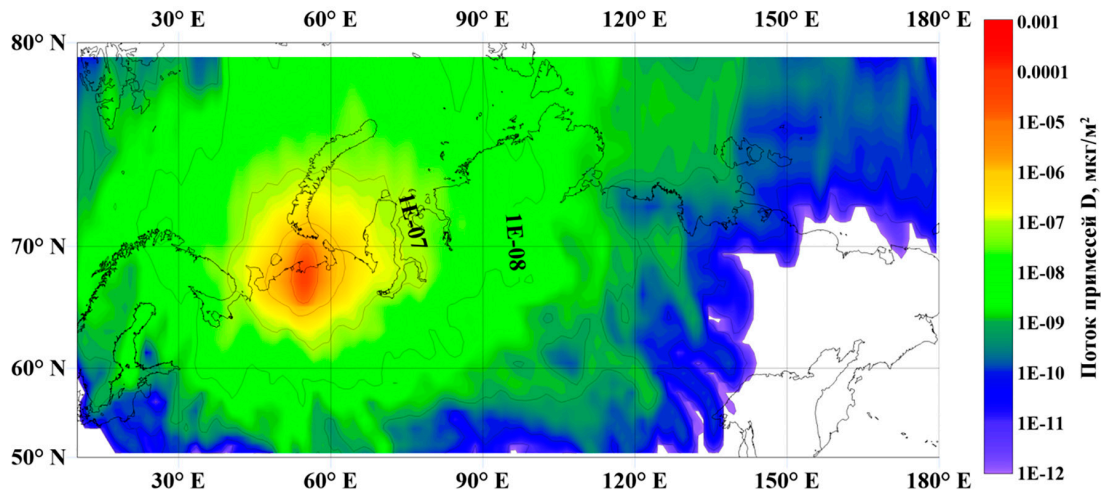 30° E 60° E 90° E 120° E 150° E 180° E
80° N
70° N
60° N
50° N
1E-07
1E-08
30° E 60° E 90° E 120° E 150° E 180° E
0.001
0.0001
1E-05
1E-06
1E-07
1E-08
1E-09
1E-10
1E-11
1E-12
Поток примесей D, мкт/м²